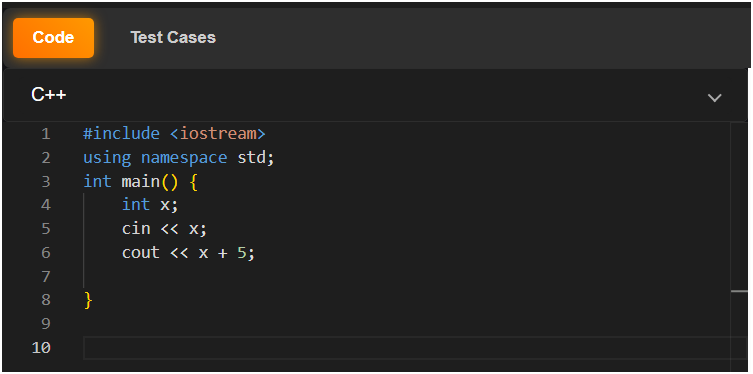 Code Test Cases
C++
1 #include <iostream>
2 using namespace std;
3 int main() {
4     int x;
5     cin << x;
6     cout << x + 5;
7
8 }
9
10